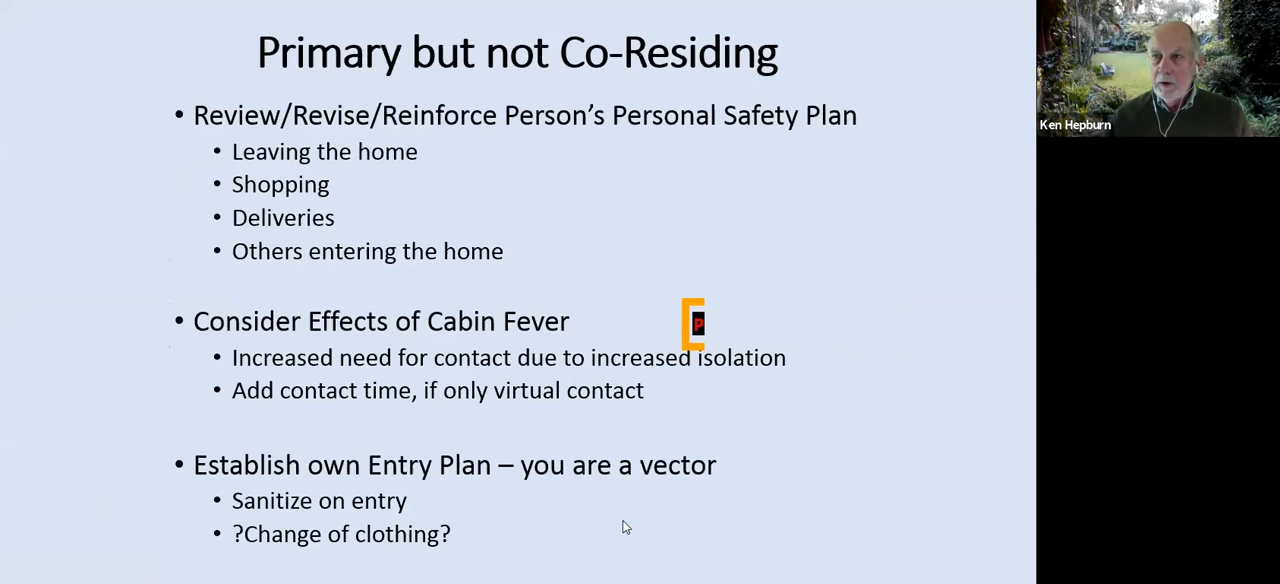 Primary but not Co-Residing
• Review/Revise/Reinforce Person's Personal Safety Plan
• Leaving the home
• Shopping
• Deliveries
• Others entering the home
• Consider Effects of Cabin Fever
P
• Increased need for contact due to increased isolation
• Add contact time, if only virtual contact
• Establish own Entry Plan – you are a vector
• Sanitize on entry
• ?Change of clothing?
Ken Hepburn